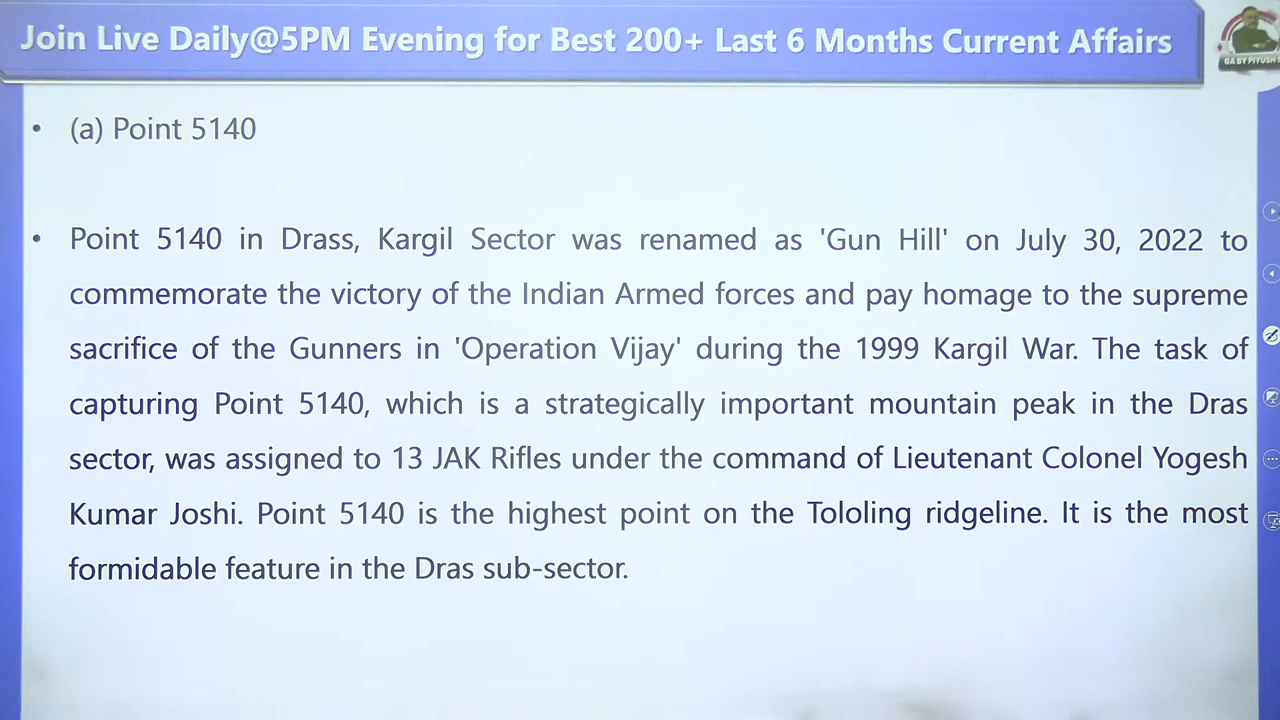 Join Live Daily@5PM Evening for Best 200+ Last 6 Months Current Affairs
GA BY PIYUSH
• (a) Point 5140
• Point 5140 in Drass, Kargil Sector was renamed as 'Gun Hill' on July 30, 2022 to
commemorate the victory of the Indian Armed forces and pay homage to the supreme
sacrifice of the Gunners in 'Operation Vijay' during the 1999 Kargil War. The task of
capturing Point 5140, which is a strategically important mountain peak in the Dras
sector, was assigned to 13 JAK Rifles under the command of Lieutenant Colonel Yogesh
Kumar Joshi. Point 5140 is the highest point on the Tololing ridgeline. It is the most
formidable feature in the Dras sub-sector.